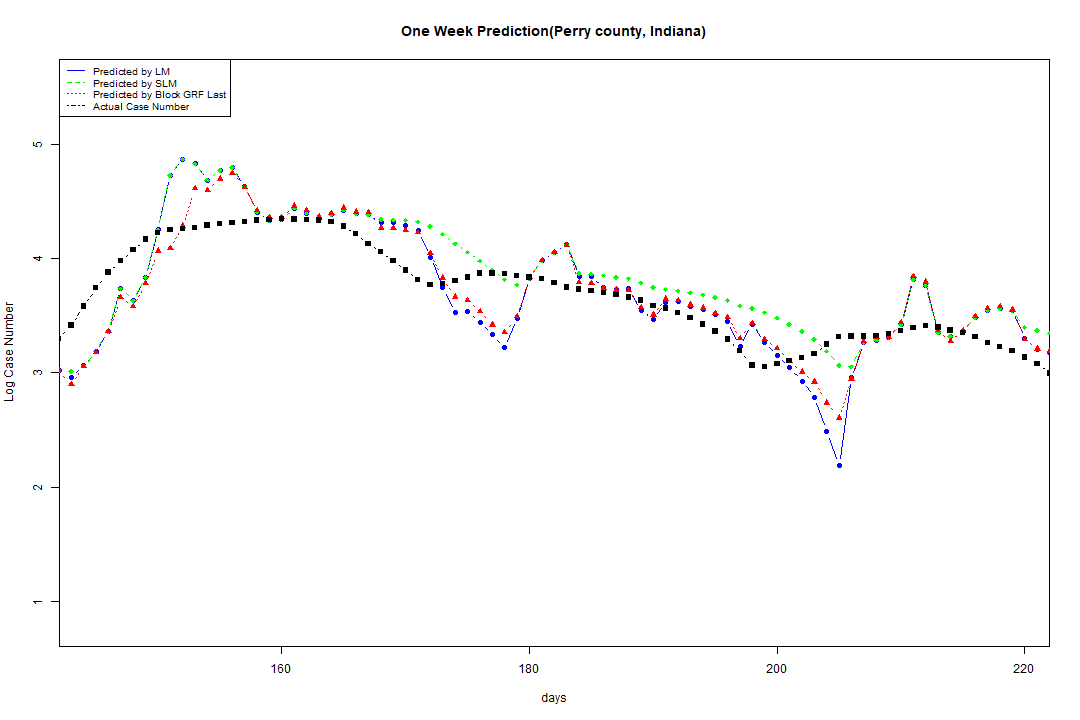 One Week Prediction(Perry county, Indiana)
Predicted by LM
Predicted by SLM
Predicted by Block GRF Last
Actual Case Number
5
4
3
2
1
Log Case Number
160
180
200
220
days